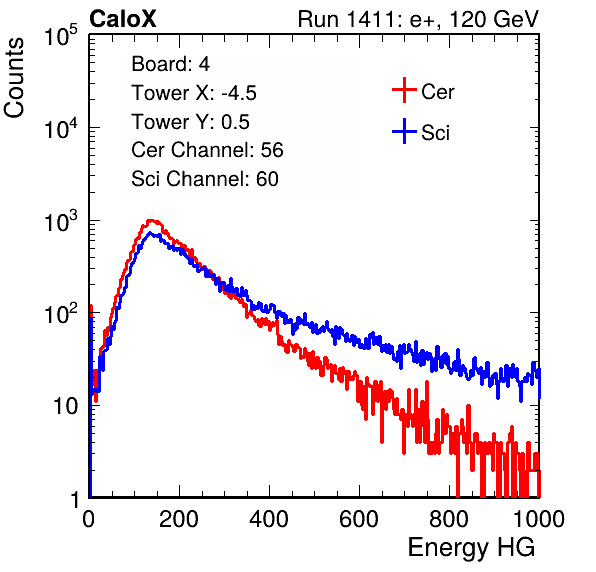 CaloX Run 1411: e+, 120 GeV
Counts
Board: 4
Tower X: -4.5
Tower Y: 0.5
Cer Channel: 56
Sci Channel: 60
Cer
Sci
10^5
10^4
10^3
10^2
10
1
0 200 400 600 800 1000
Energy HG